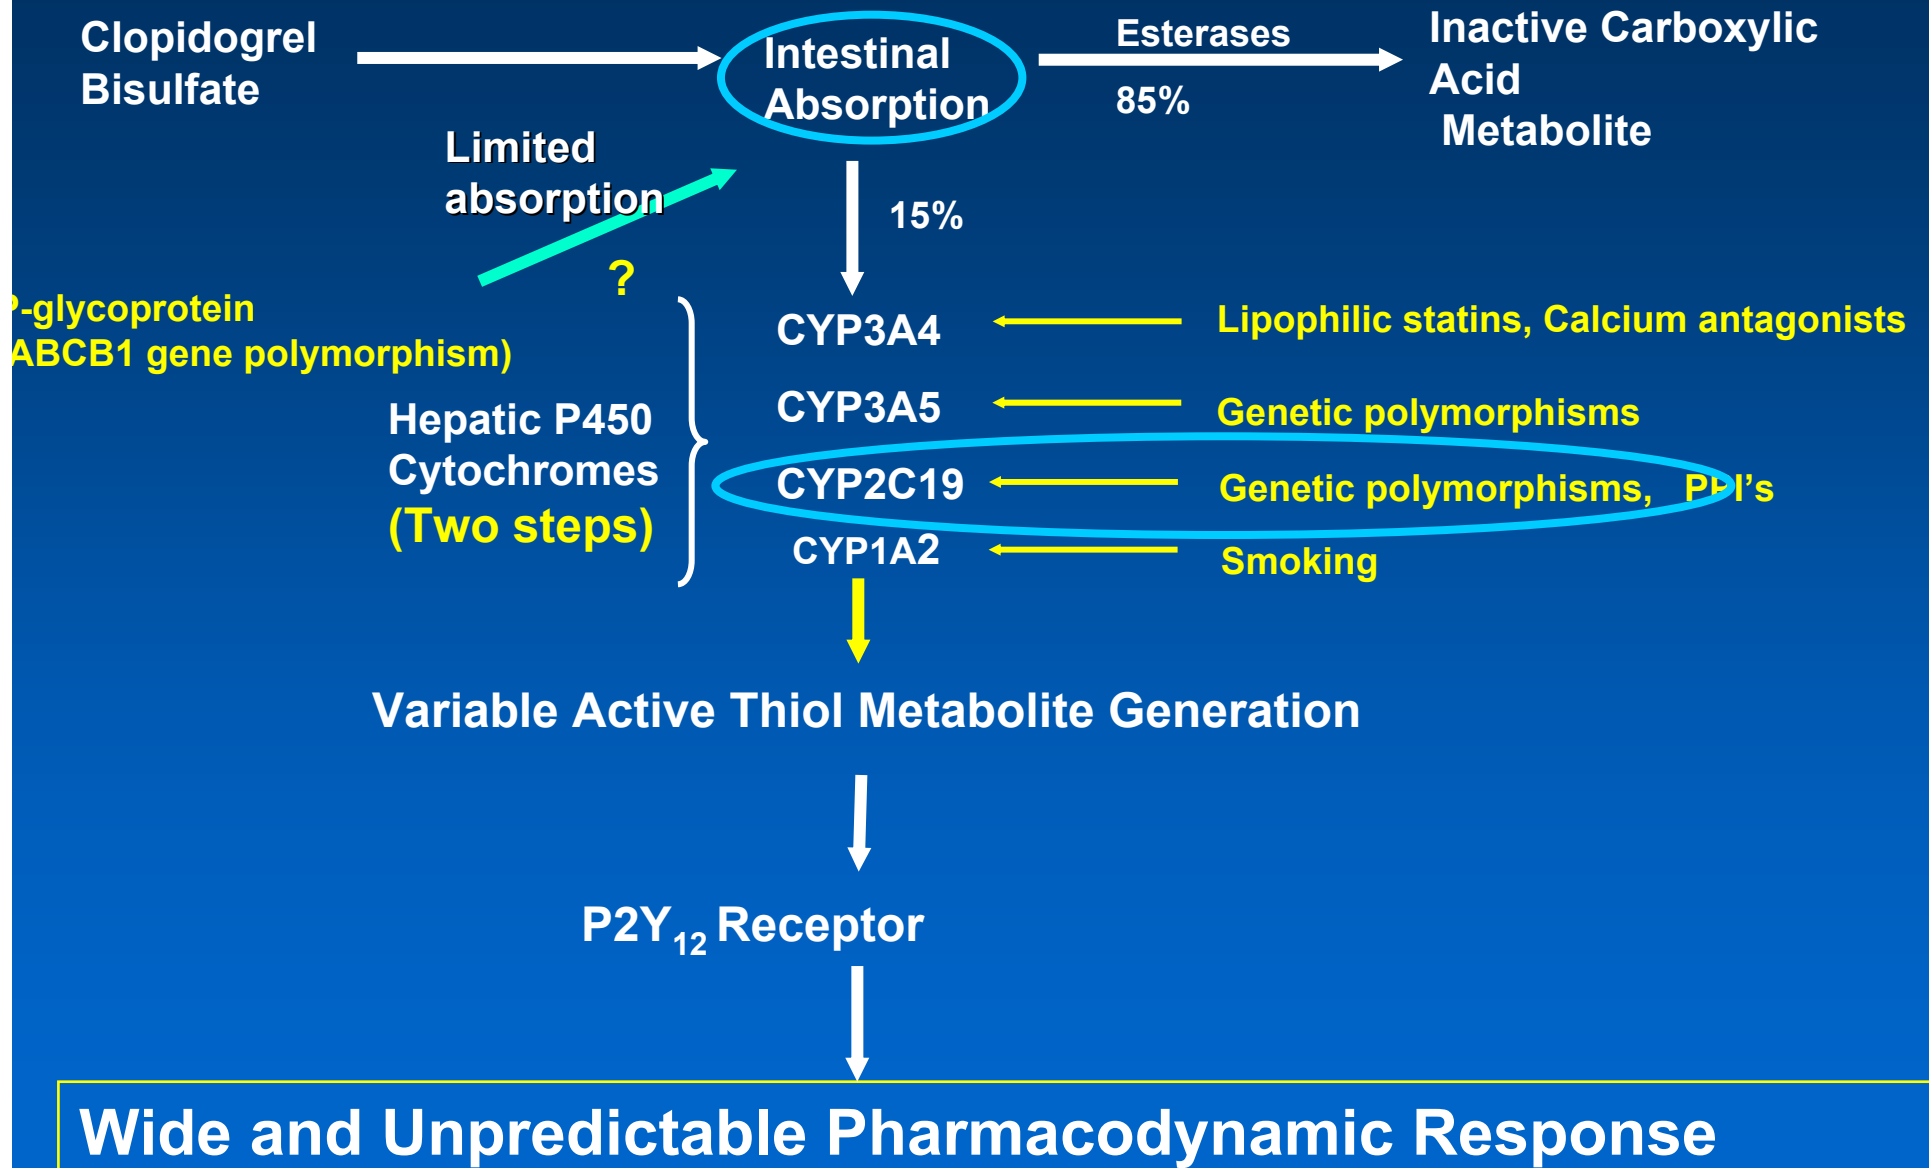 Clopidogrel
Bisulfate
Intestinal
Absorption
Esterases
85%
Inactive Carboxylic
Acid
Metabolite
Limited
absorption
15%
?
P-glycoprotein
ABCB1 gene polymorphism)
Hepatic P450
Cytochromes
(Two steps)
CYP3A4
Lipophilic statins, Calcium antagonists
CYP3A5
Genetic polymorphisms
CYP2C19
Genetic polymorphisms, PPI's
CYP1A2
Smoking
Variable Active Thiol Metabolite Generation
P2Y₁₂ Receptor
Wide and Unpredictable Pharmacodynamic Response